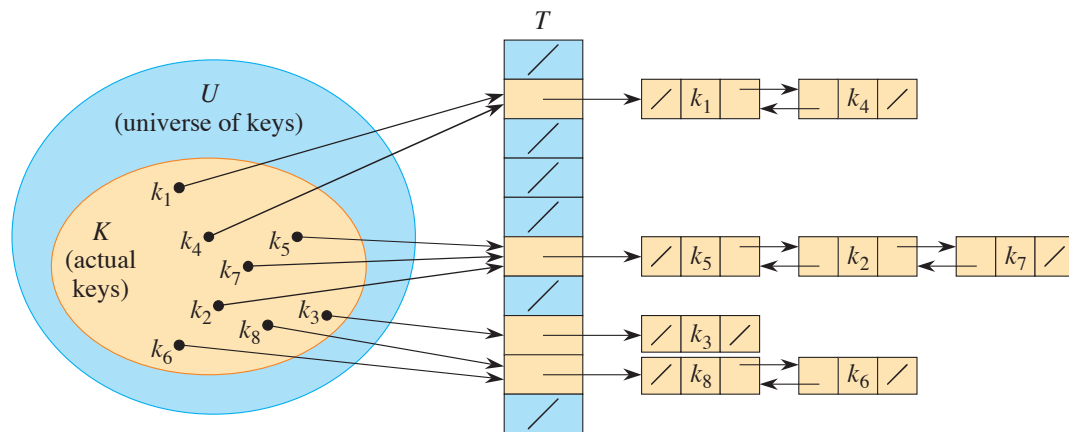 T
U
(universe of keys)
k1 k4
k1
K
(actual
keys)
k4 k5
k7
k5 k2 k7
k2 k3
k8
k6
k3
k8 k6